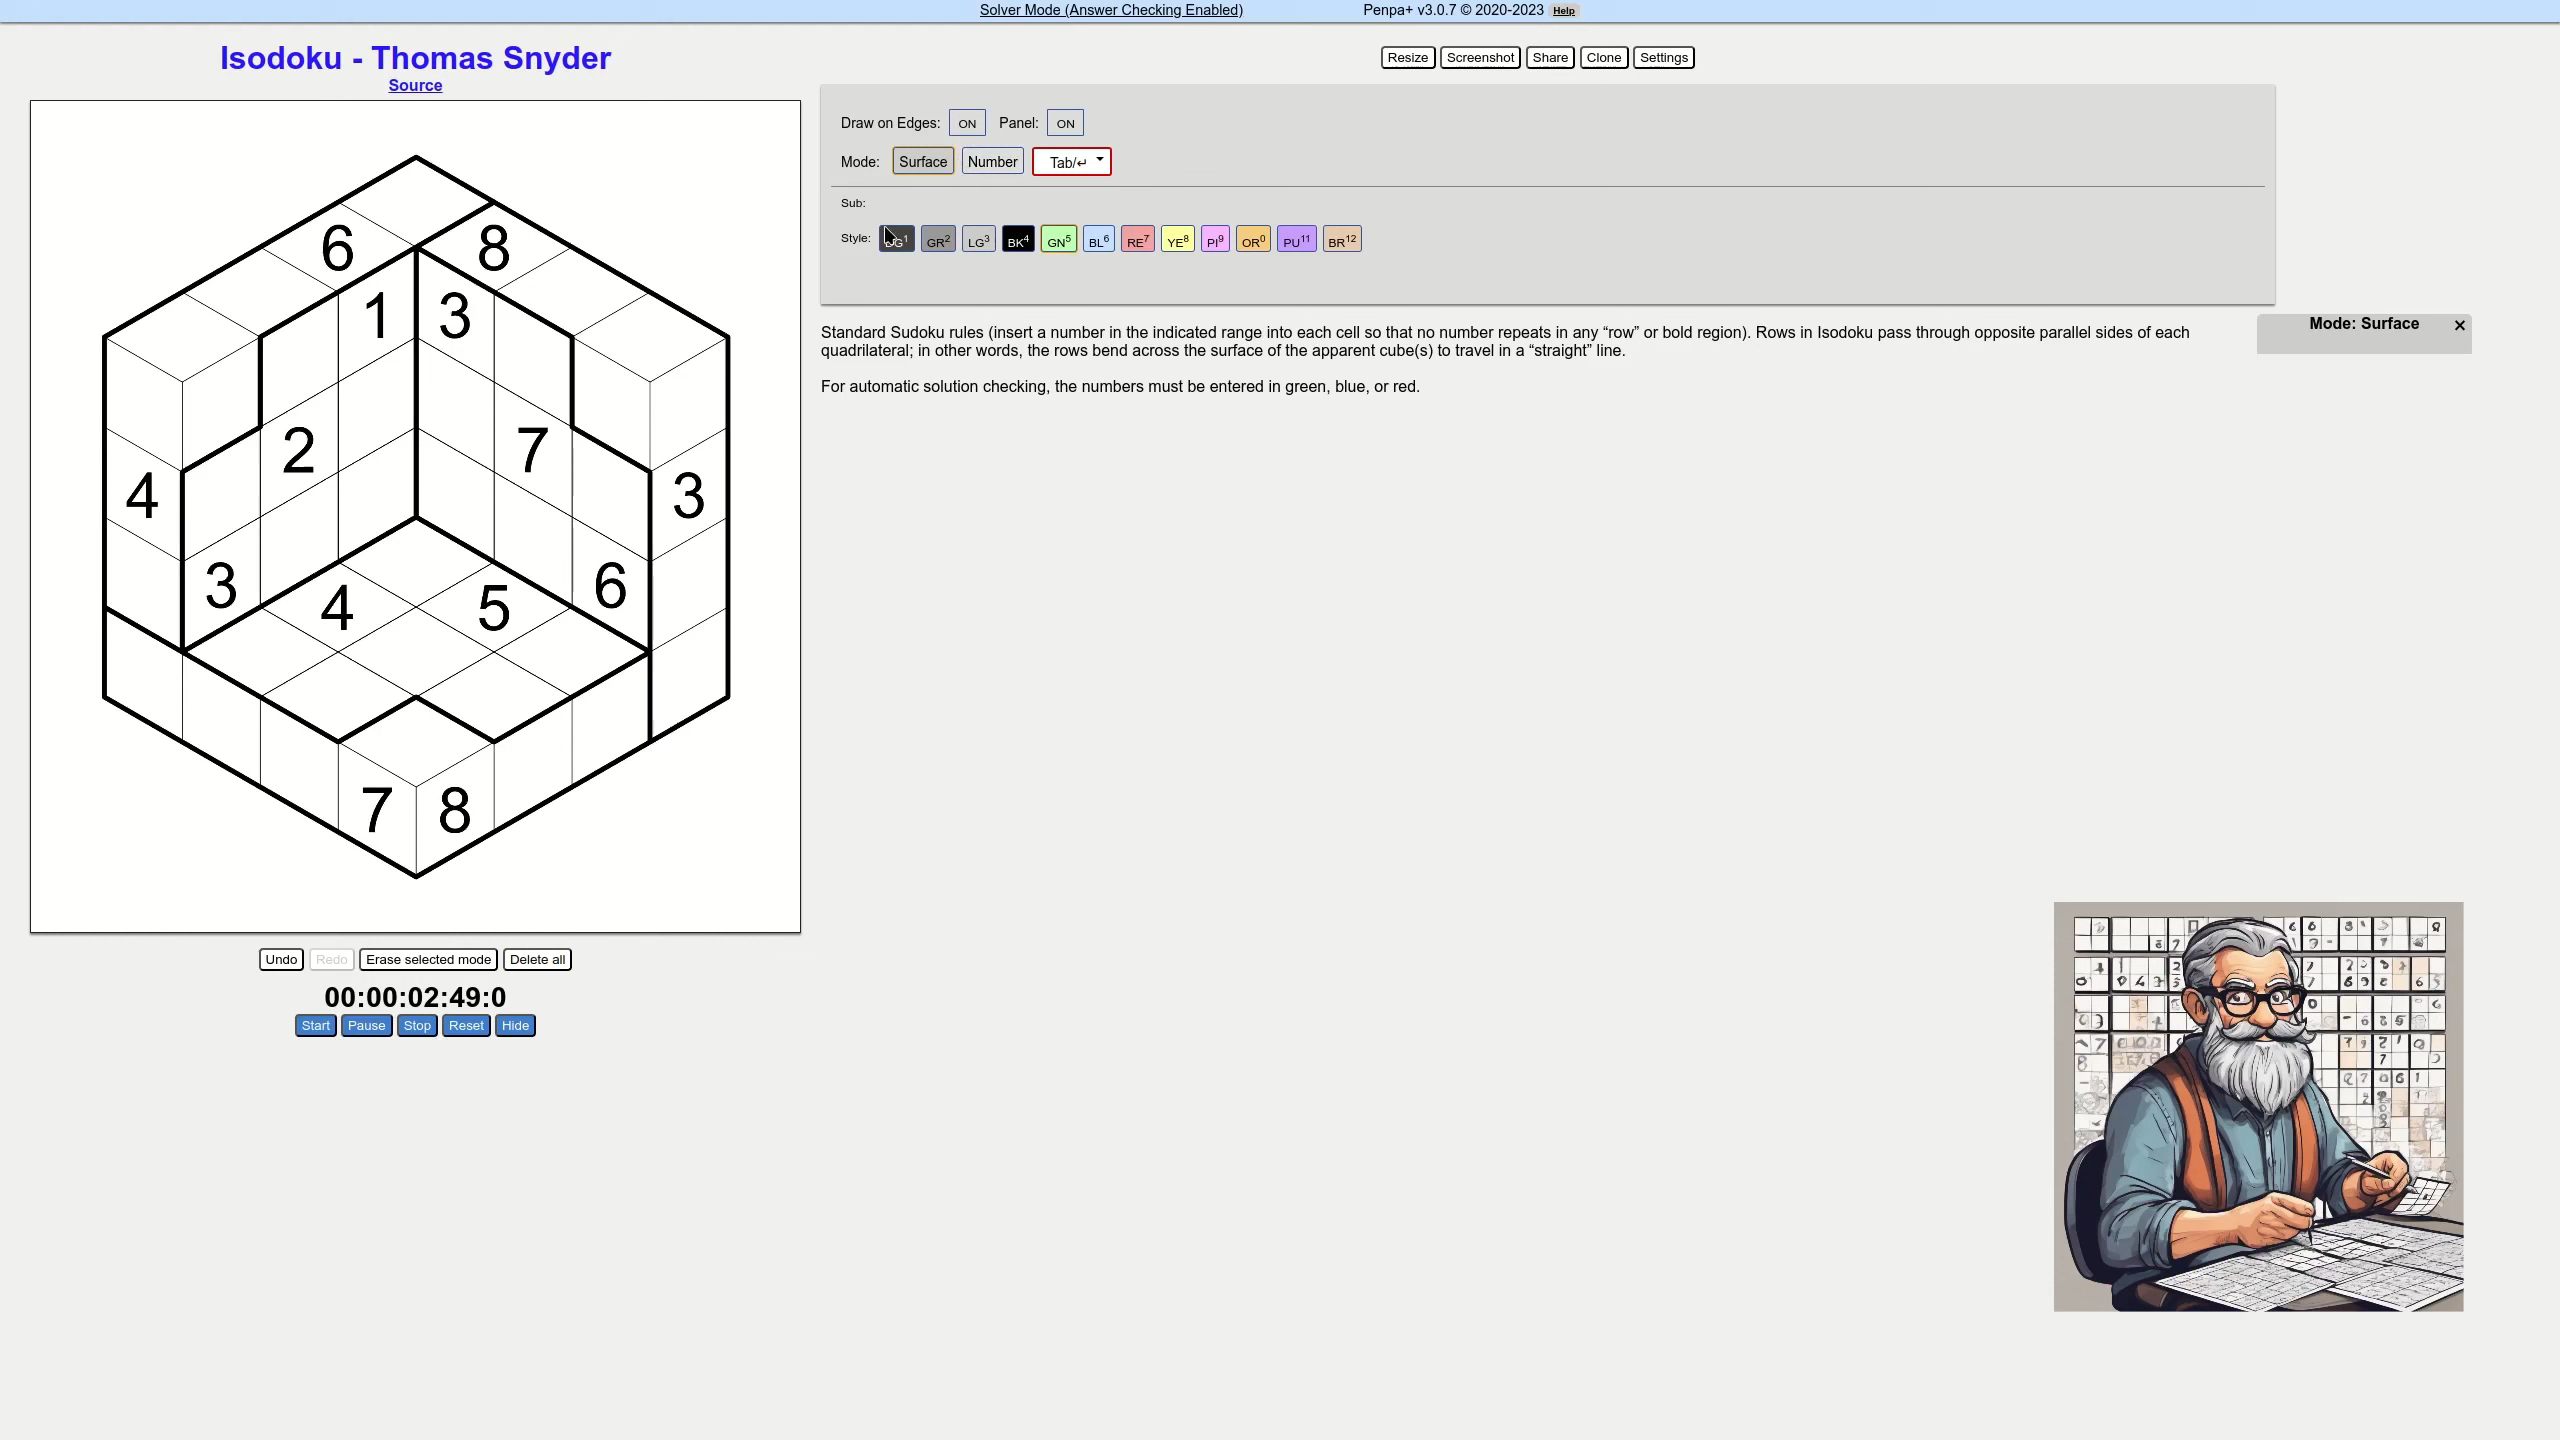 Solver Mode (Answer Checking Enabled) Penpa+ v3.0.7 © 2020-2023 Help
Isodoku - Thomas Snyder
Source
Resize Screenshot Share Clone Settings
Draw on Edges: ON Panel: ON
Mode: Surface Number Tab/↵
Sub:
Style: DG1 GR2 LG3 BK4 GN5 BL6 RE7 YE8 PI9 OR0 PU11 BR12
Mode: Surface ×
Standard Sudoku rules (insert a number in the indicated range into each cell so that no number repeats in any “row” or bold region). Rows in Isodoku pass through opposite parallel sides of each
quadrilateral; in other words, the rows bend across the surface of the apparent cube(s) to travel in a “straight” line.
For automatic solution checking, the numbers must be entered in green, blue, or red.
6 8
1 3
2 7
4 3
3 6
4 5
7 8
Undo Redo Erase selected mode Delete all
00:00:02:49:0
Start Pause Stop Reset Hide